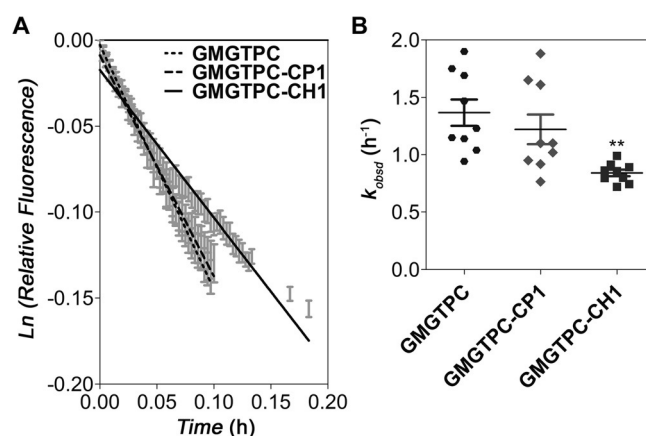 A
0.00
-0.05
-0.10
-0.15
-0.20
Ln (Relative Fluorescence)
GMGTPC
GMGTPC-CP1
GMGTPC-CH1
0.00 0.05 0.10 0.15 0.20
Time (h)
B
2.0
1.5
1.0
0.5
0.0
k_obsd (h⁻¹)
**
GMGTPC
GMGTPC-CP1
GMGTPC-CH1